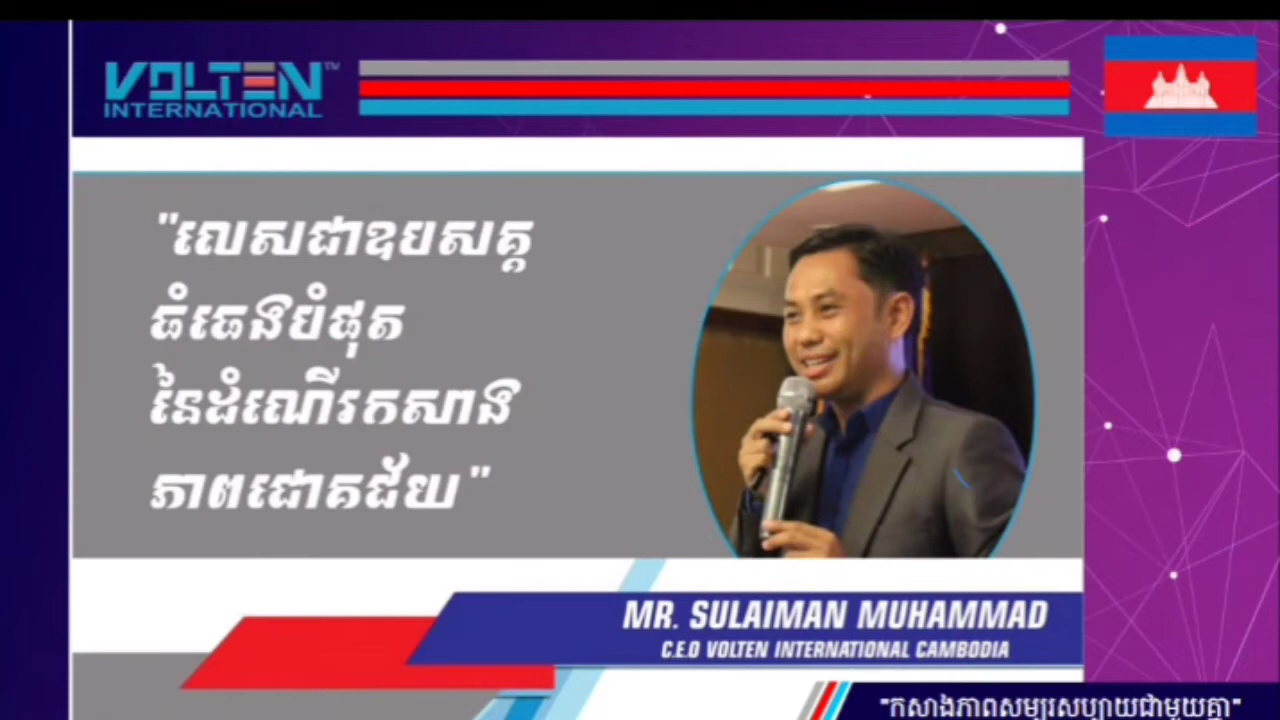 VOLTEN™
INTERNATIONAL
"លេសជាឧបសគ្គ
ធំធេងបំផុត
នៃដំណើរកសាង
ភាពជោគជ័យ"
MR. SULAIMAN MUHAMMAD
C.E.O VOLTEN INTERNATIONAL CAMBODIA
"កសាងភាពសម្បូរសប្បាយជាមួយគ្នា"